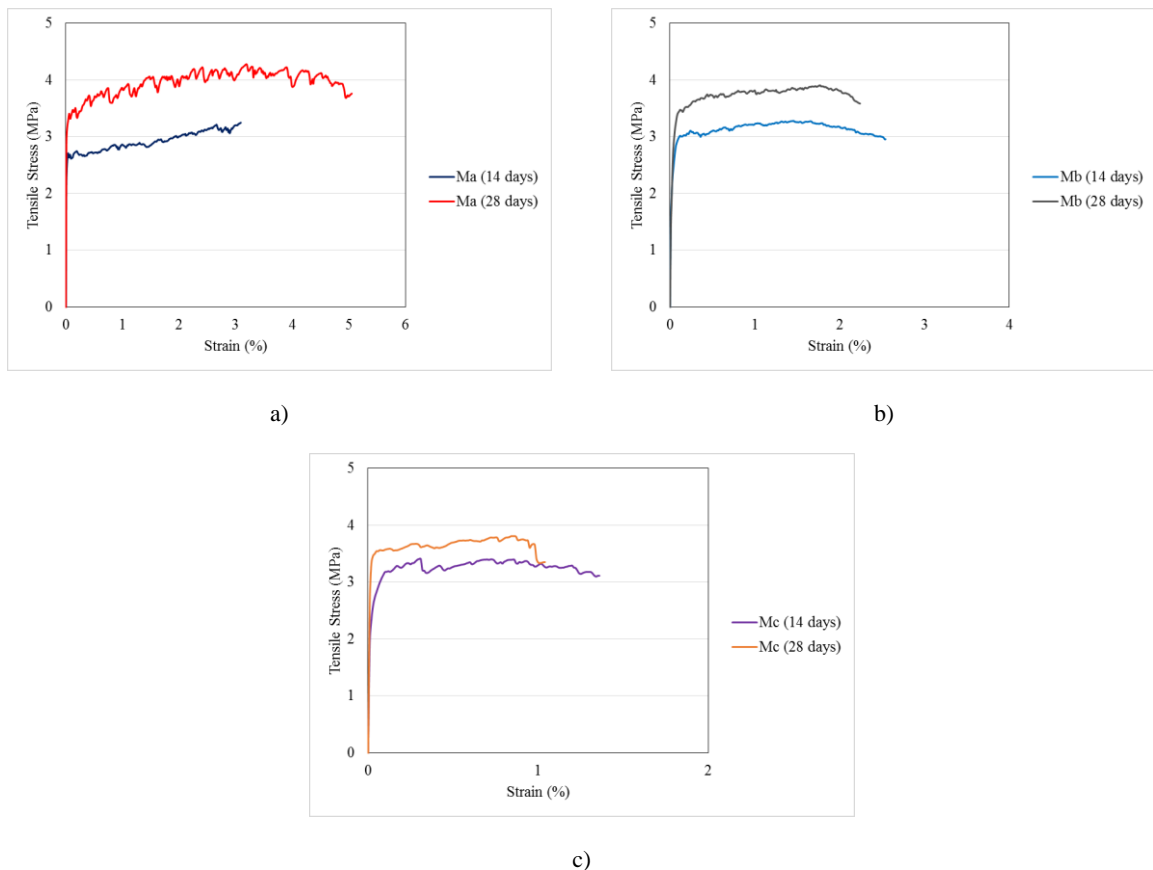 5
4
3
2
1
0
Tensile Stress (MPa)
0 1 2 3 4 5 6
Strain (%)
Ma (14 days)
Ma (28 days)
a)
5
4
3
2
1
0
Tensile Stress (MPa)
0 1 2 3 4
Strain (%)
Mb (14 days)
Mb (28 days)
b)
5
4
3
2
1
0
Tensile Stress (MPa)
0 1 2
Strain (%)
Mc (14 days)
Mc (28 days)
c)